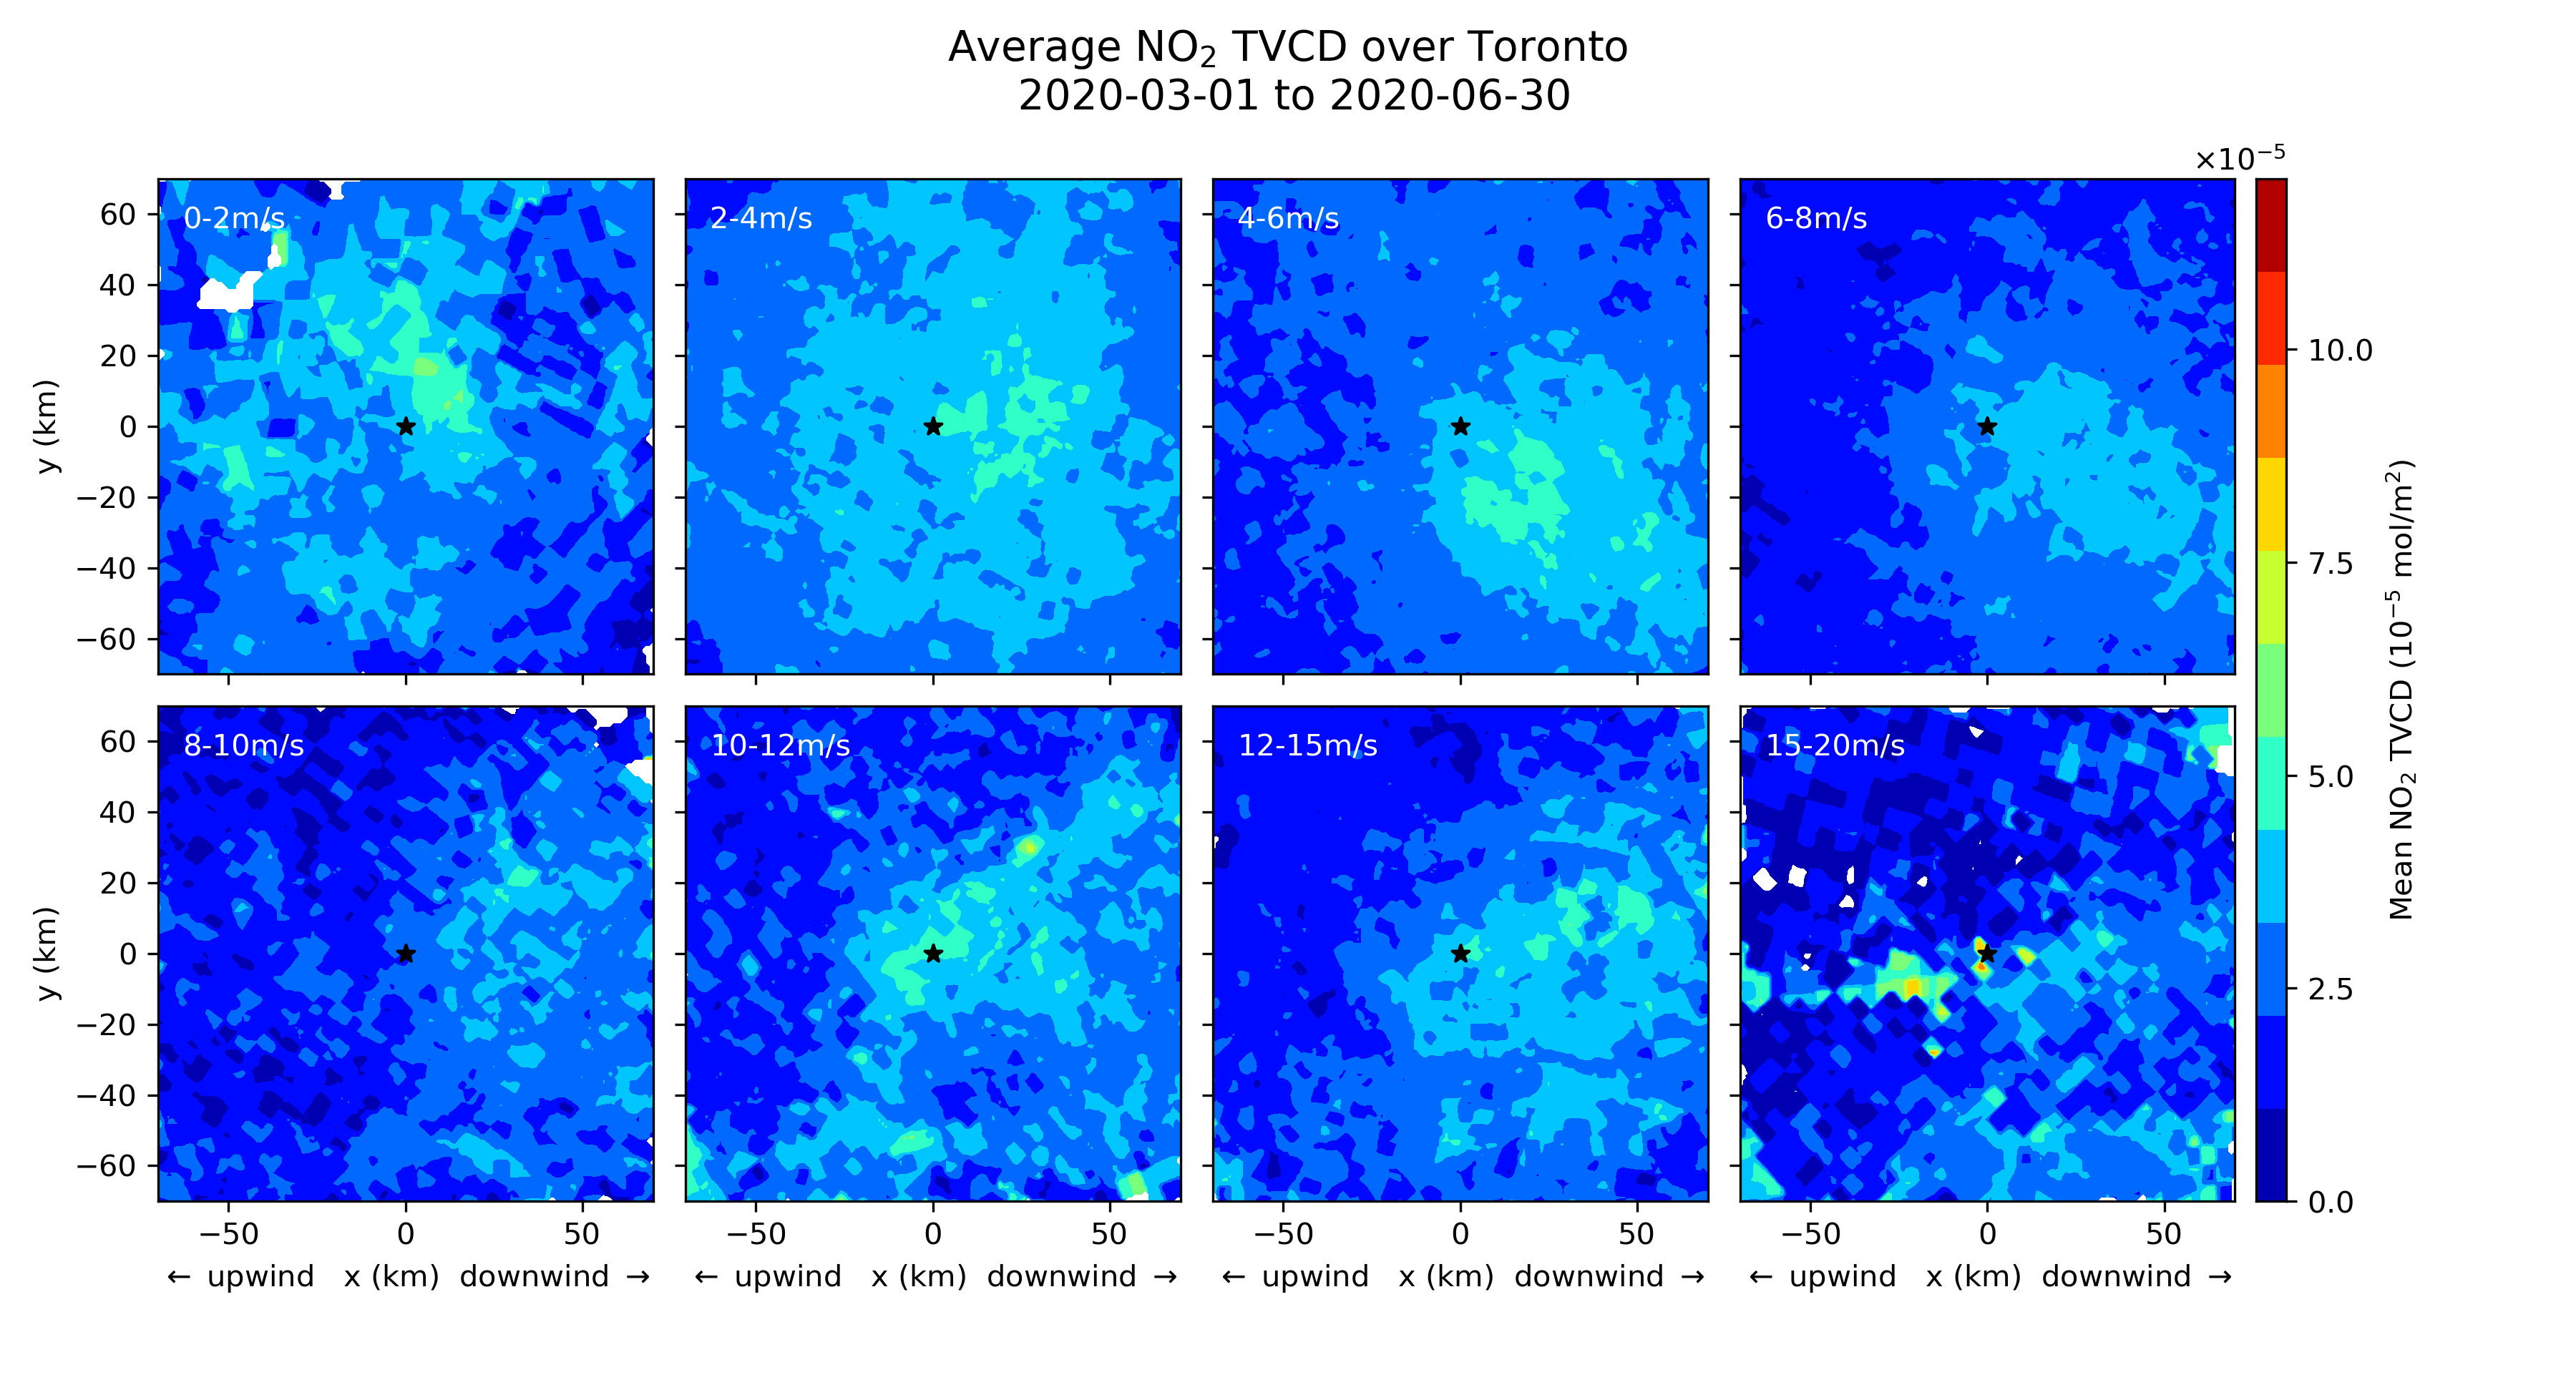 Average NO₂ TVCD over Toronto
2020-03-01 to 2020-06-30
×10⁻⁵
0-2m/s
2-4m/s
4-6m/s
6-8m/s
60
40
20
0
−20
−40
−60
y (km)
8-10m/s
10-12m/s
12-15m/s
15-20m/s
60
40
20
0
−20
−40
−60
y (km)
−50 0 50
−50 0 50
−50 0 50
−50 0 50
← upwind x (km) downwind →
← upwind x (km) downwind →
← upwind x (km) downwind →
← upwind x (km) downwind →
10.0
7.5
5.0
2.5
0.0
Mean NO₂ TVCD (10⁻⁵ mol/m²)